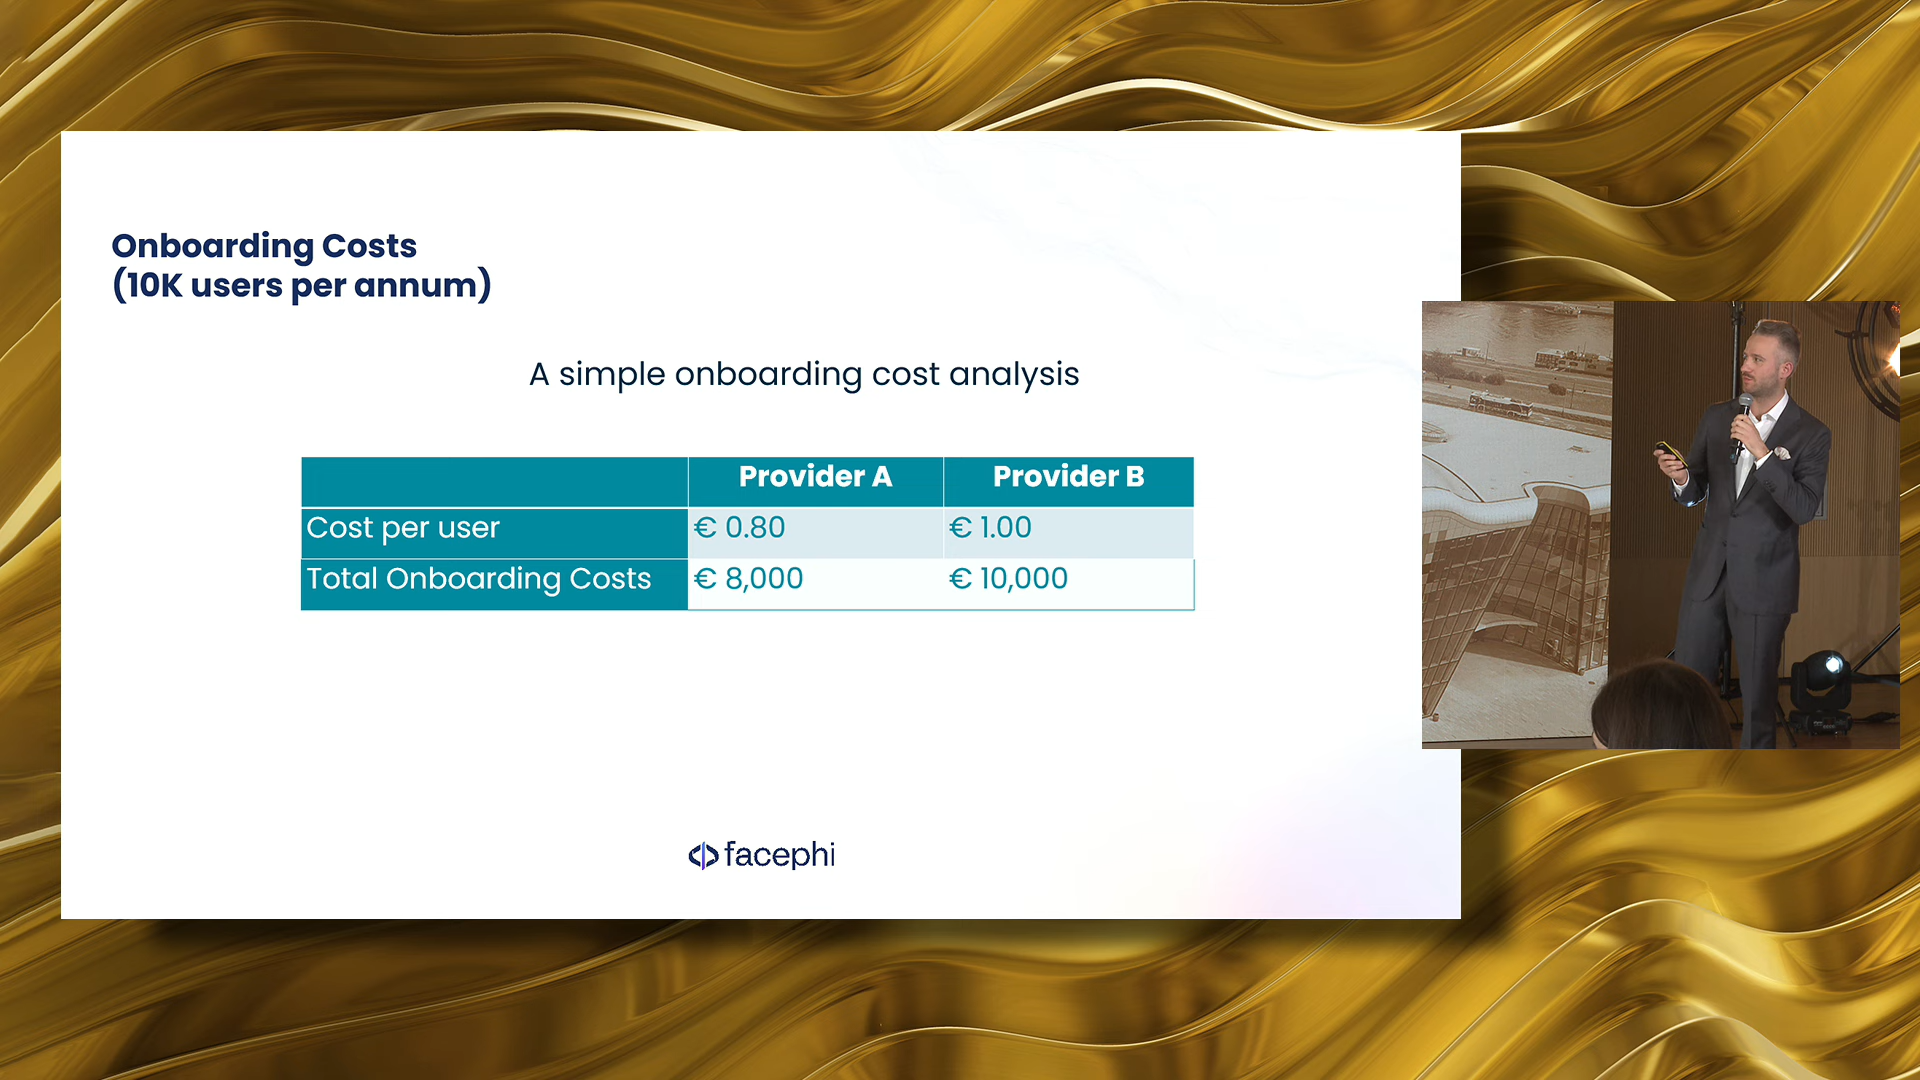 Onboarding Costs
(10K users per annum)
A simple onboarding cost analysis
Provider A Provider B
Cost per user € 0.80 € 1.00
Total Onboarding Costs € 8,000 € 10,000
facephi